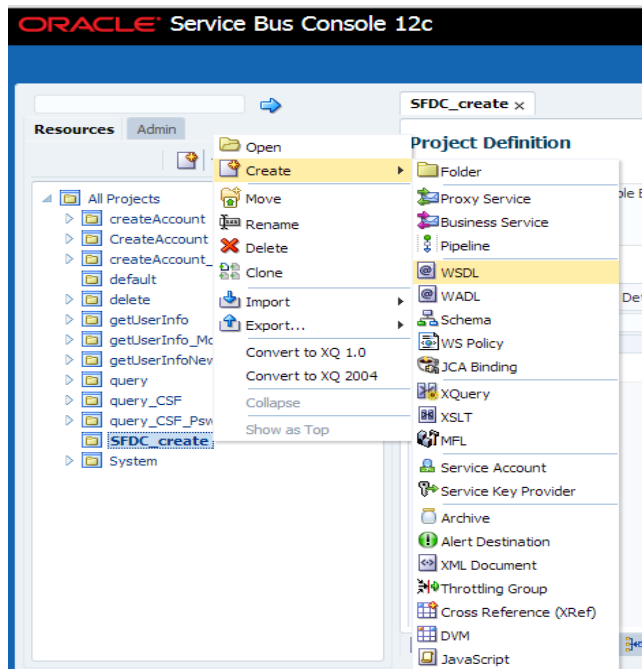 ORACLE Service Bus Console 12c
SFDC_create x
Resources Admin
Project Definition
All Projects
createAccount
CreateAccount
createAccount_
default
delete
getUserInfo
getUserInfo_Mo
getUserInfoNew
query
query_CSF
query_CSF_Psw
SFDC_create
System
Open
Create
Move
Rename
Delete
Clone
Import
Export...
Convert to XQ 1.0
Convert to XQ 2004
Collapse
Show as Top
Folder
Proxy Service
Business Service
Pipeline
WSDL
WADL
Schema
WS Policy
JCA Binding
XQuery
XSLT
MFL
Service Account
Service Key Provider
Archive
Alert Destination
XML Document
Throttling Group
Cross Reference (XRef)
DVM
JavaScript
ple E
Det